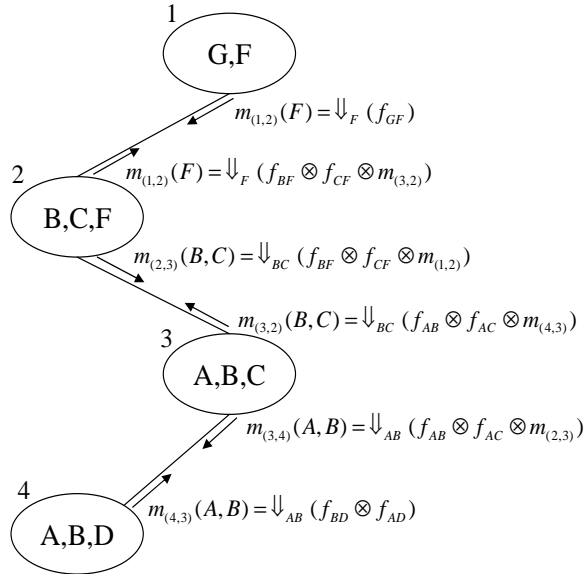 1
G,F
m_{(1,2)}(F) = ⇓_F (f_{GF})
m_{(1,2)}(F) = ⇓_F (f_{BF} ⊗ f_{CF} ⊗ m_{(3,2)})
2
B,C,F
m_{(2,3)}(B,C) = ⇓_{BC} (f_{BF} ⊗ f_{CF} ⊗ m_{(1,2)})
m_{(3,2)}(B,C) = ⇓_{BC} (f_{AB} ⊗ f_{AC} ⊗ m_{(4,3)})
3
A,B,C
m_{(3,4)}(A,B) = ⇓_{AB} (f_{AB} ⊗ f_{AC} ⊗ m_{(2,3)})
4
A,B,D
m_{(4,3)}(A,B) = ⇓_{AB} (f_{BD} ⊗ f_{AD})